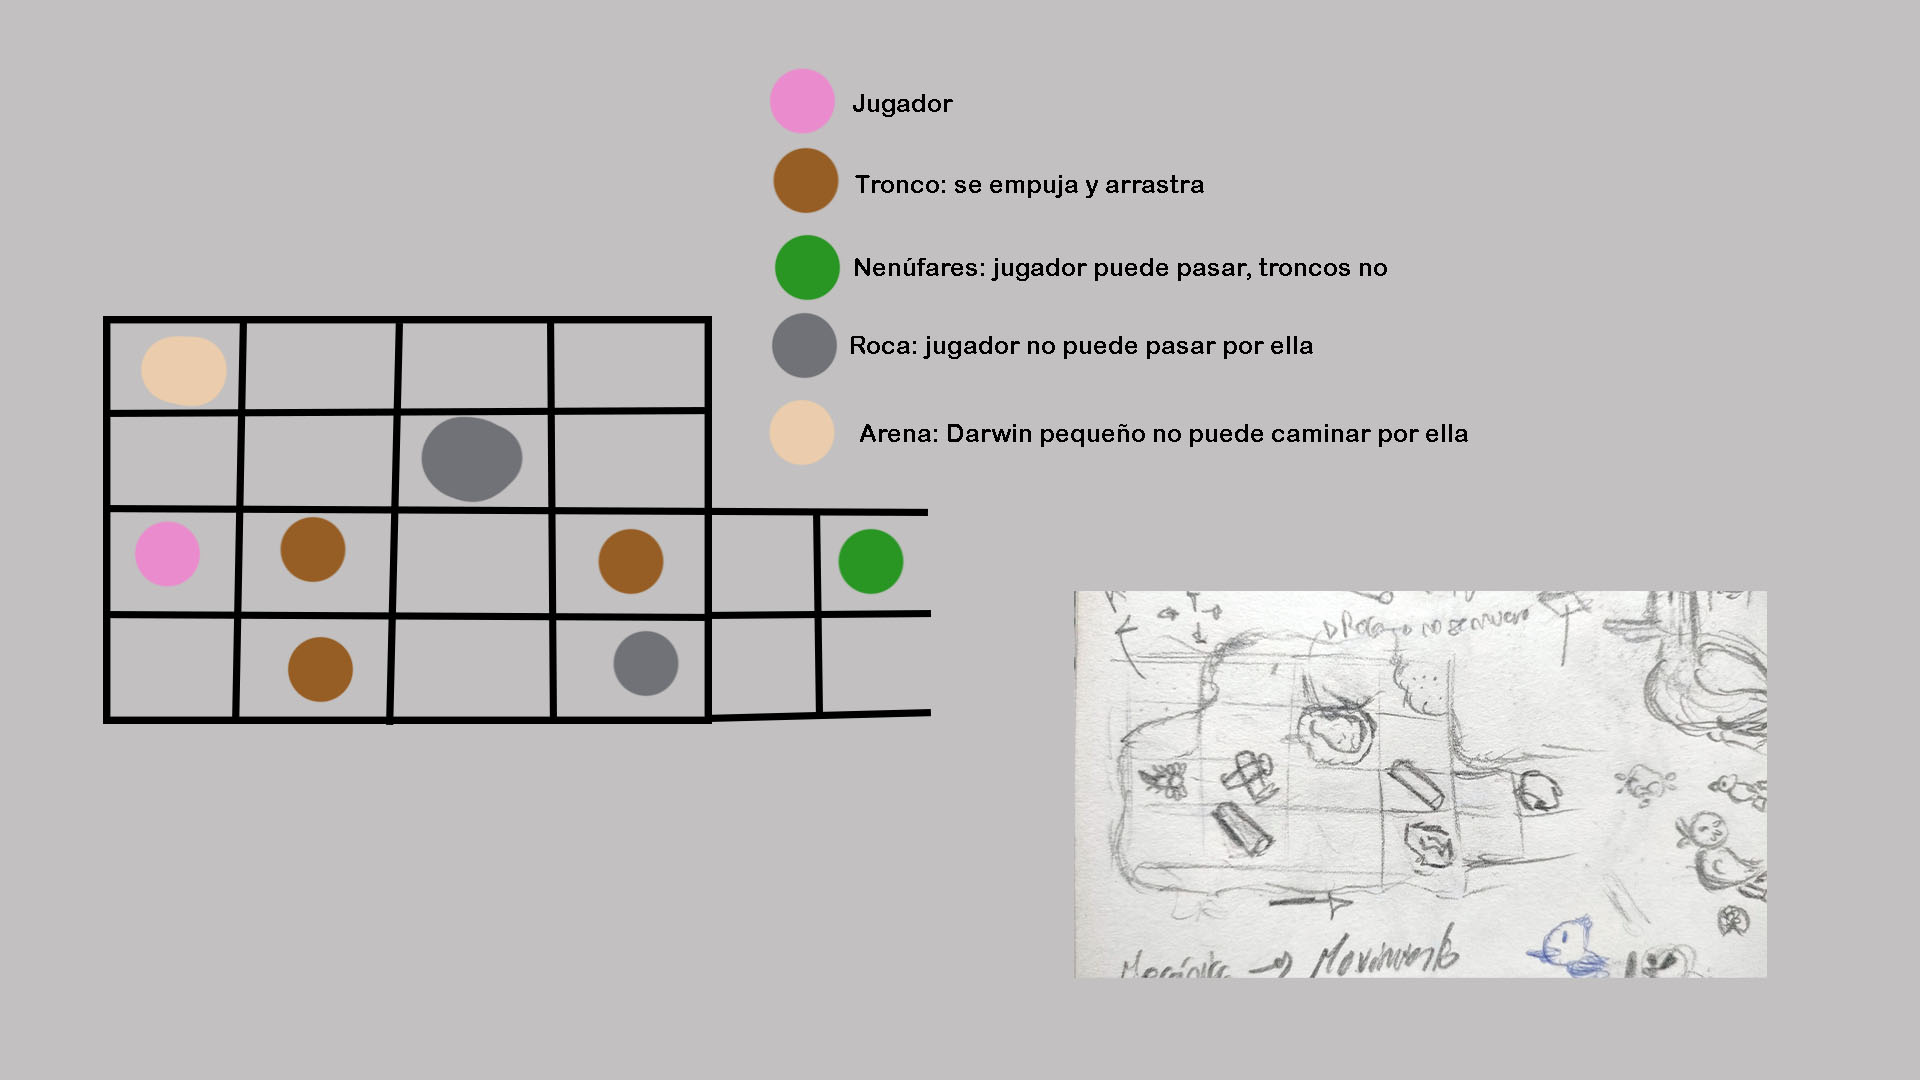 Jugador
Tronco: se empuja y arrastra
Nenúfares: jugador puede pasar, troncos no
Roca: jugador no puede pasar por ella
Arena: Darwin pequeño no puede caminar por ella
Roca no se mueve
Mecánica → Movimiento